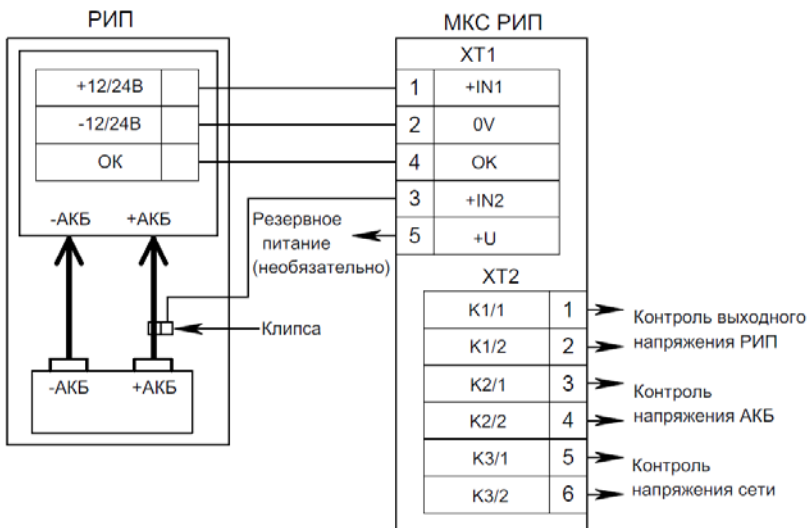 РИП
МКС РИП
XT1
+12/24В
1
+IN1
-12/24В
2
0V
ОК
4
OK
3
+IN2
-АКБ
+АКБ
Резервное
питание
(необязательно)
5
+U
XT2
K1/1
1
Контроль выходного
напряжения РИП
K1/2
2
Клипса
K2/1
3
Контроль
напряжения АКБ
K2/2
4
-АКБ
+АКБ
K3/1
5
Контроль
напряжения сети
K3/2
6